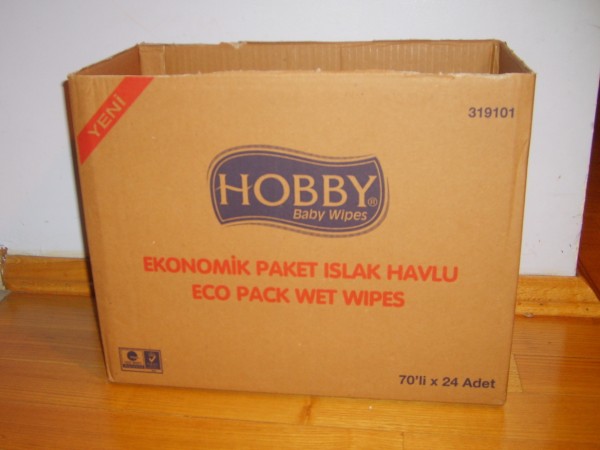 YENİ
319101
HOBBY®
Baby Wipes
EKONOMİK PAKET ISLAK HAVLU
ECO PACK WET WIPES
70'li x 24 Adet